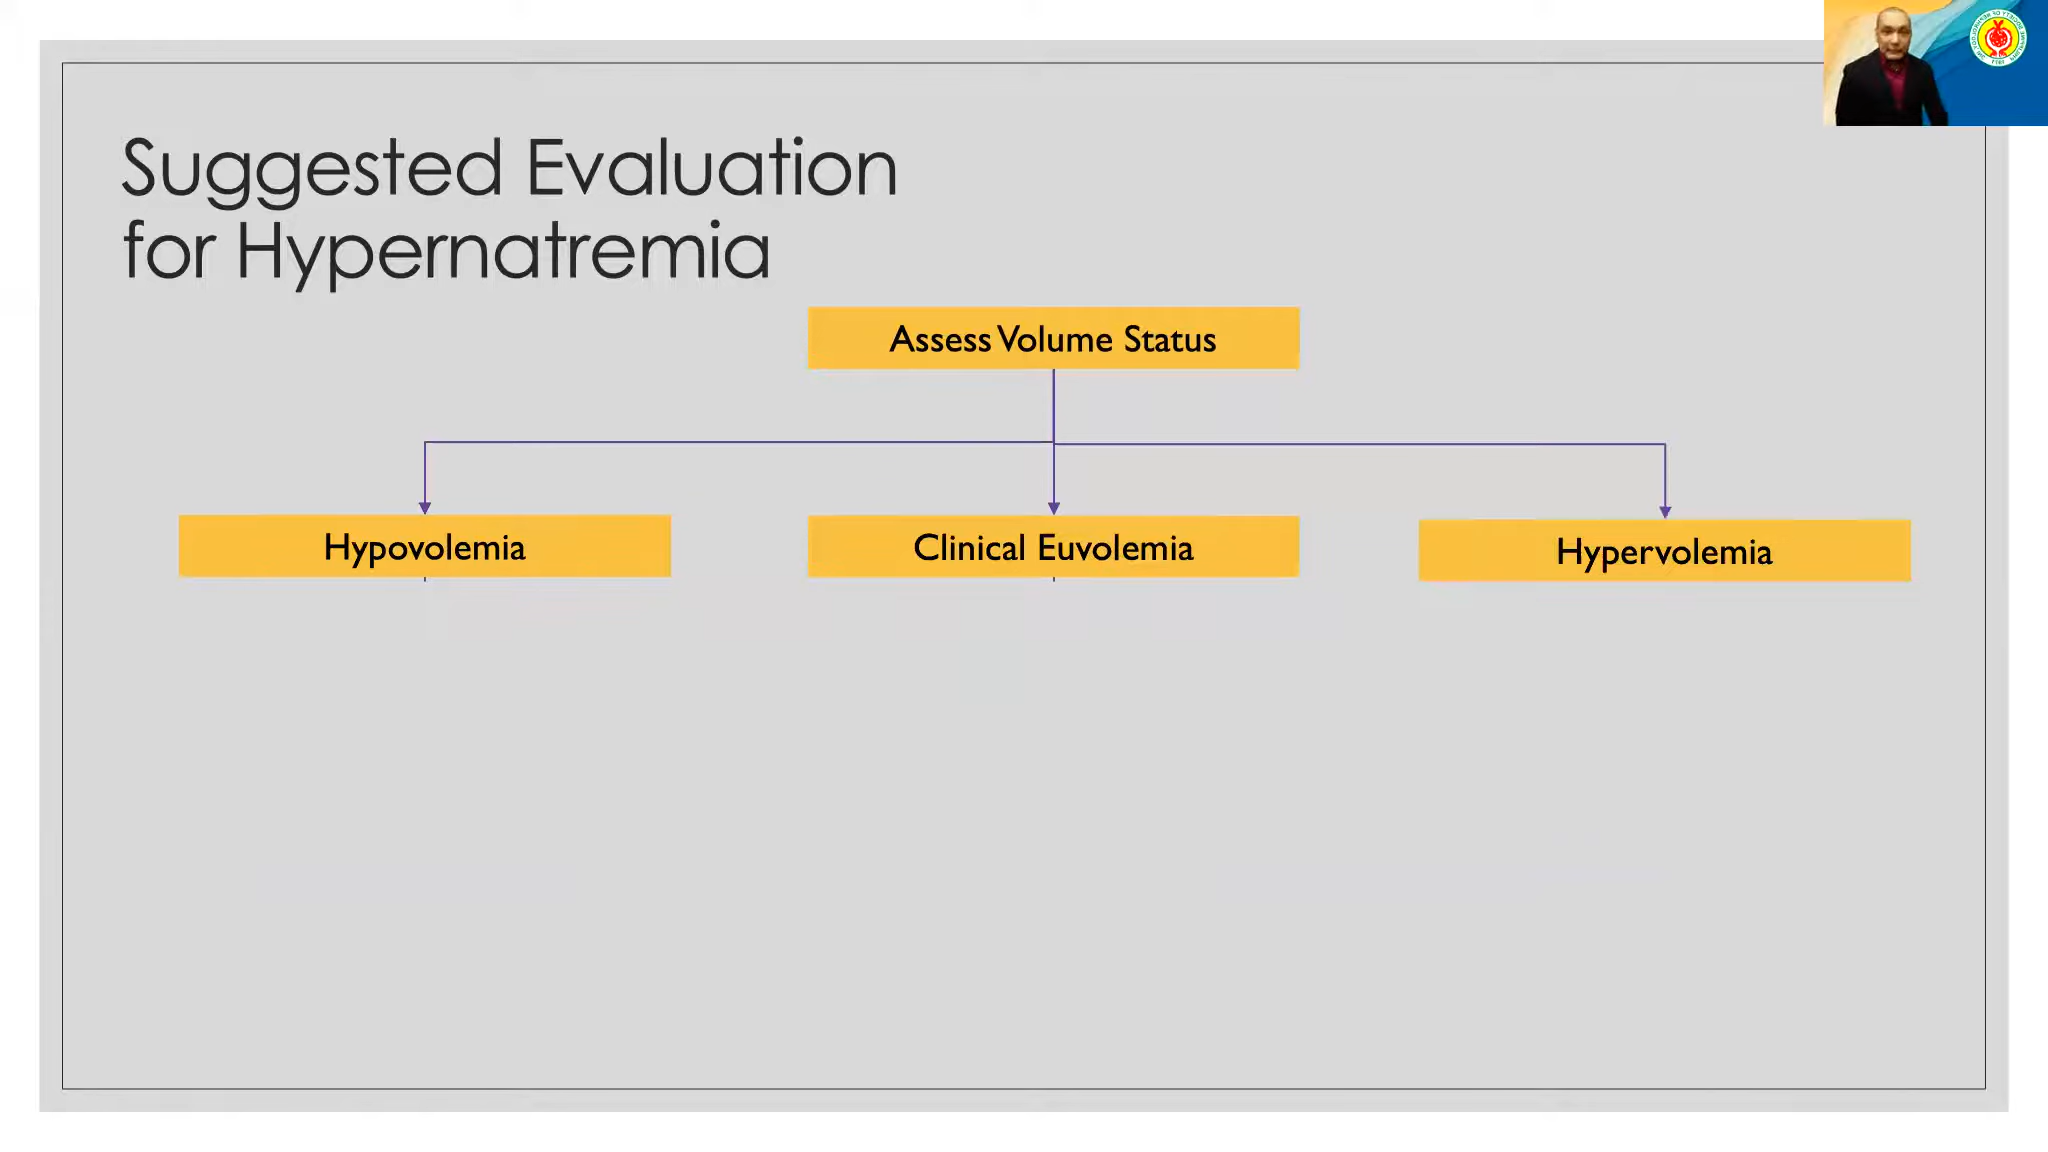 Suggested Evaluation
for Hypernatremia
Assess Volume Status
Hypovolemia
Clinical Euvolemia
Hypervolemia